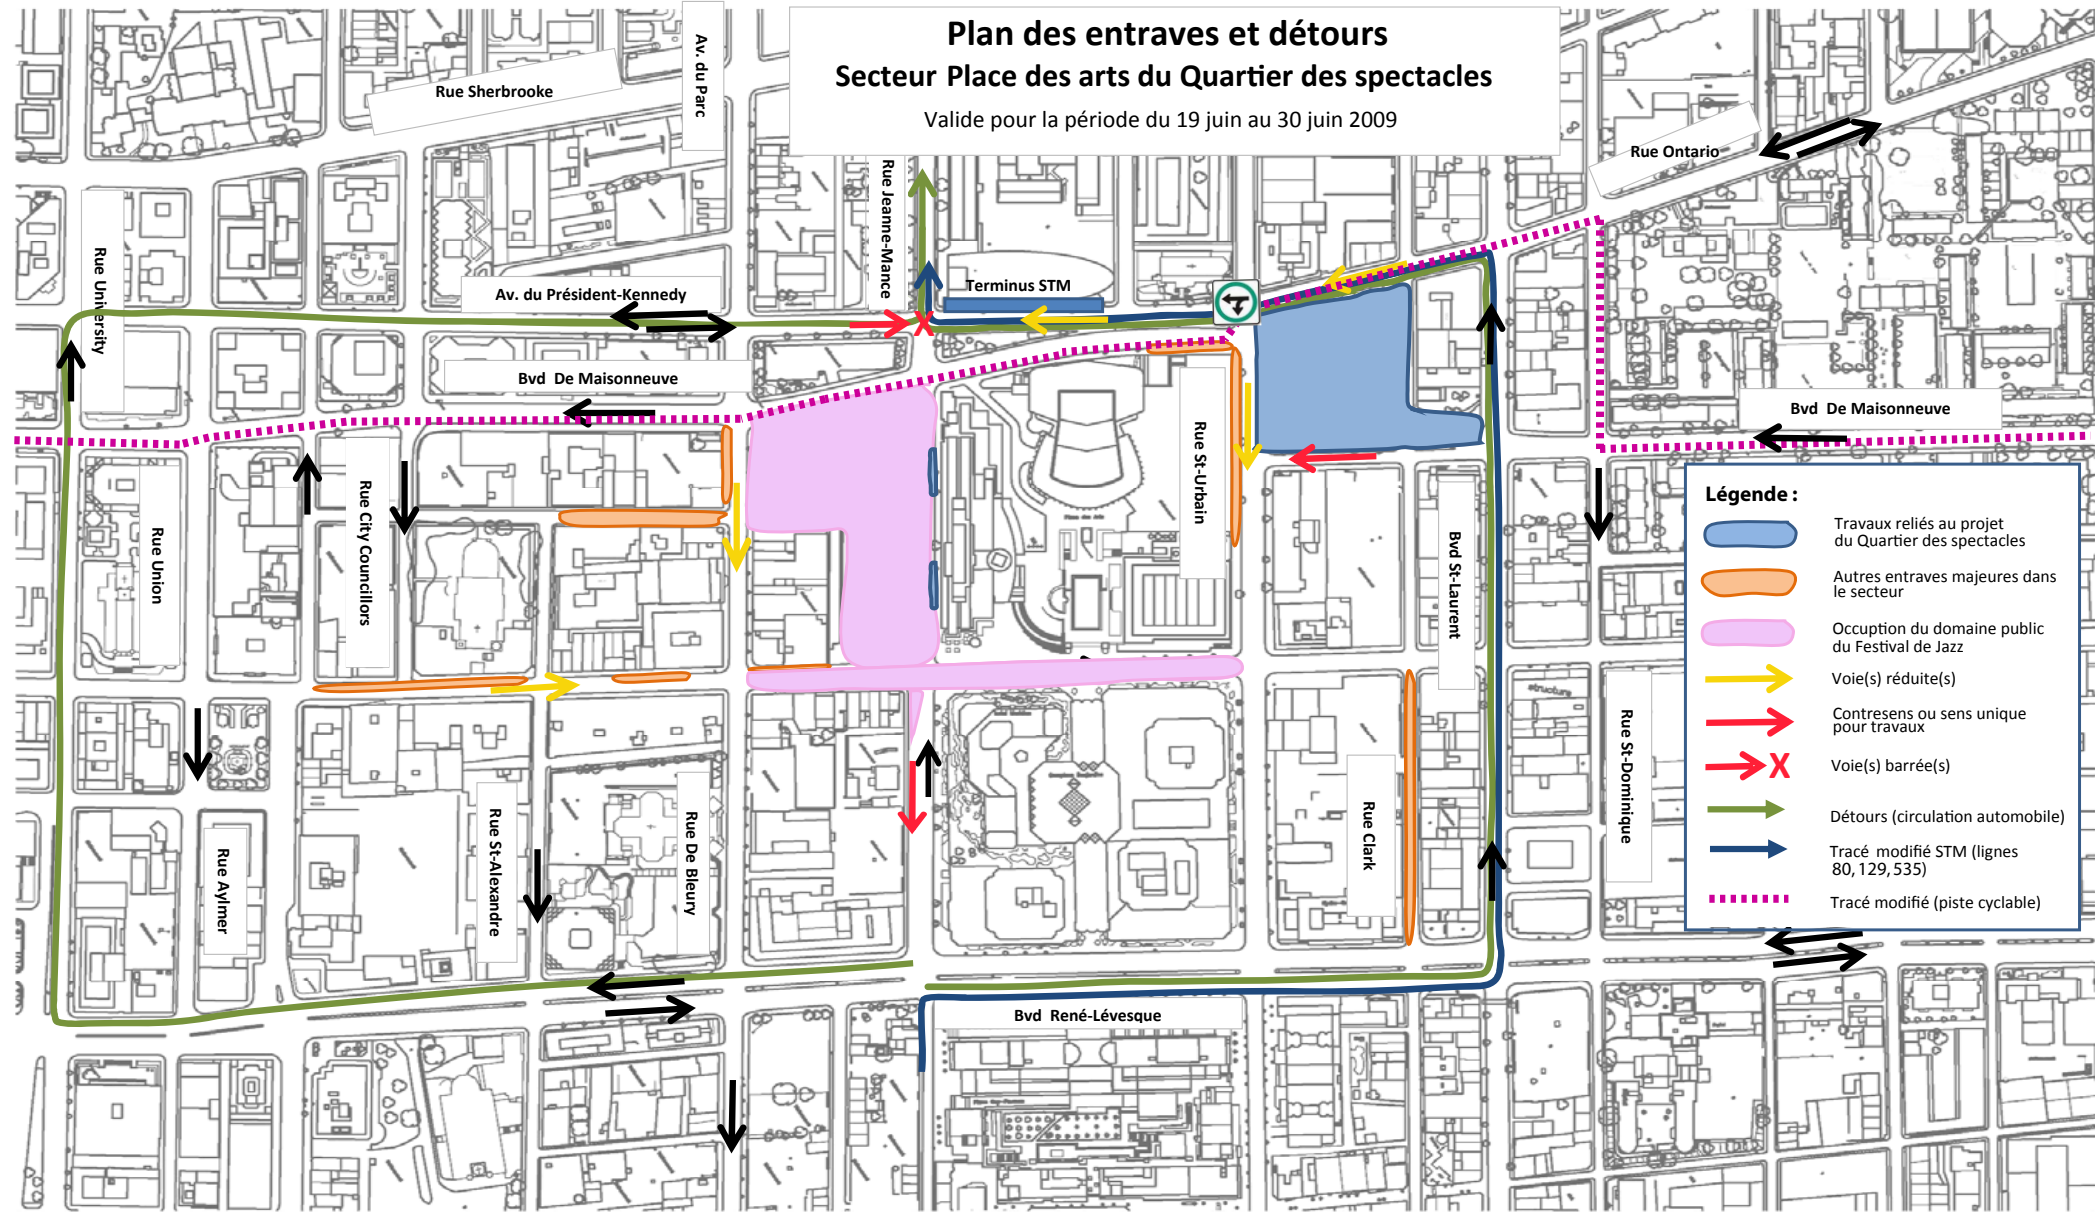 Plan des entraves et détours
Secteur Place des arts du Quartier des spectacles
Valide pour la période du 19 juin au 30 juin 2009
Rue Sherbrooke
Av. du Parc
Rue Ontario
Rue Jeanne-Mance
Rue University
Av. du Président-Kennedy
Terminus STM
Bvd De Maisonneuve
Bvd De Maisonneuve
Rue St-Urbain
Rue Union
Rue City Councillors
Bvd St-Laurent
Rue St-Dominique
Rue Aylmer
Rue St-Alexandre
Rue De Bleury
Rue Clark
Bvd René-Lévesque
structure
Place des Arts
Légende :
Travaux reliés au projet
du Quartier des spectacles
Autres entraves majeures dans
le secteur
Occuption du domaine public
du Festival de Jazz
Voie(s) réduite(s)
Contresens ou sens unique
pour travaux
X
Voie(s) barrée(s)
Détours (circulation automobile)
Tracé modifié STM (lignes
80, 129, 535)
Tracé modifié (piste cyclable)
X